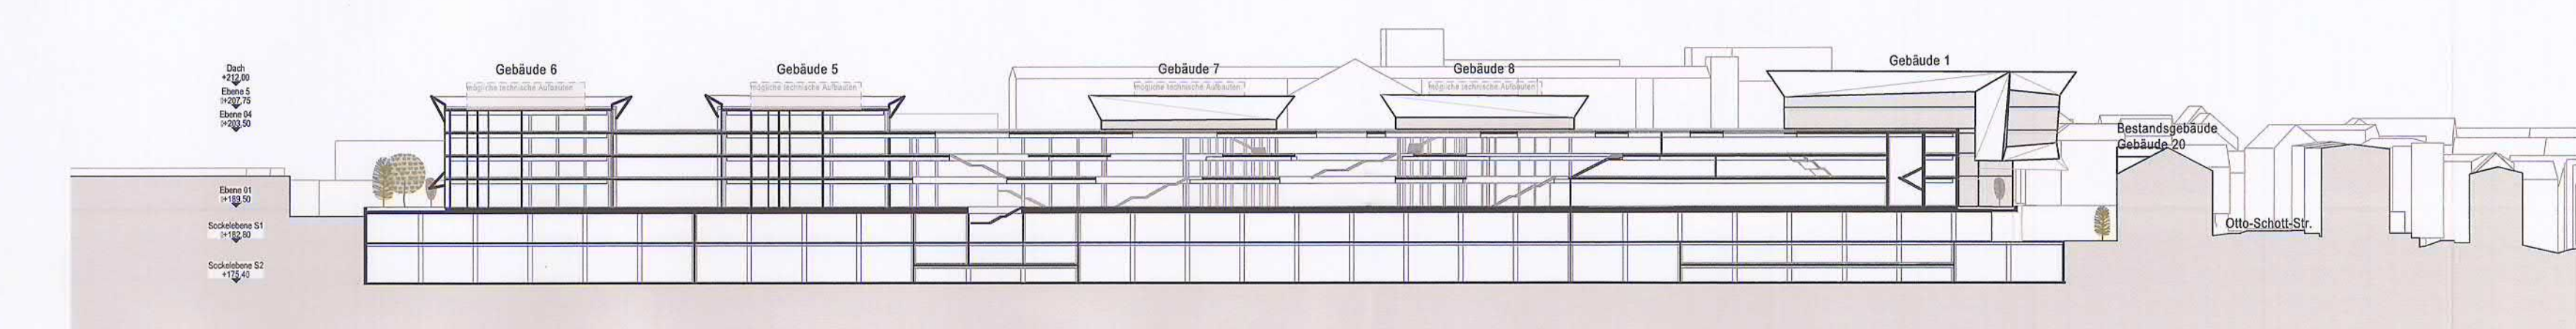 Dach
+212.00
Ebene 5
+207.75
Ebene 04
+203.50
Ebene 01
+189.50
Sockelebene S1
+182.80
Sockelebene S2
+175.40
Gebäude 6
mögliche technische Aufbauten
Gebäude 5
mögliche technische Aufbauten
Gebäude 7
mögliche technische Aufbauten
Gebäude 8
mögliche technische Aufbauten
Gebäude 1
Bestandsgebäude
Gebäude 20
Otto-Schott-Str.